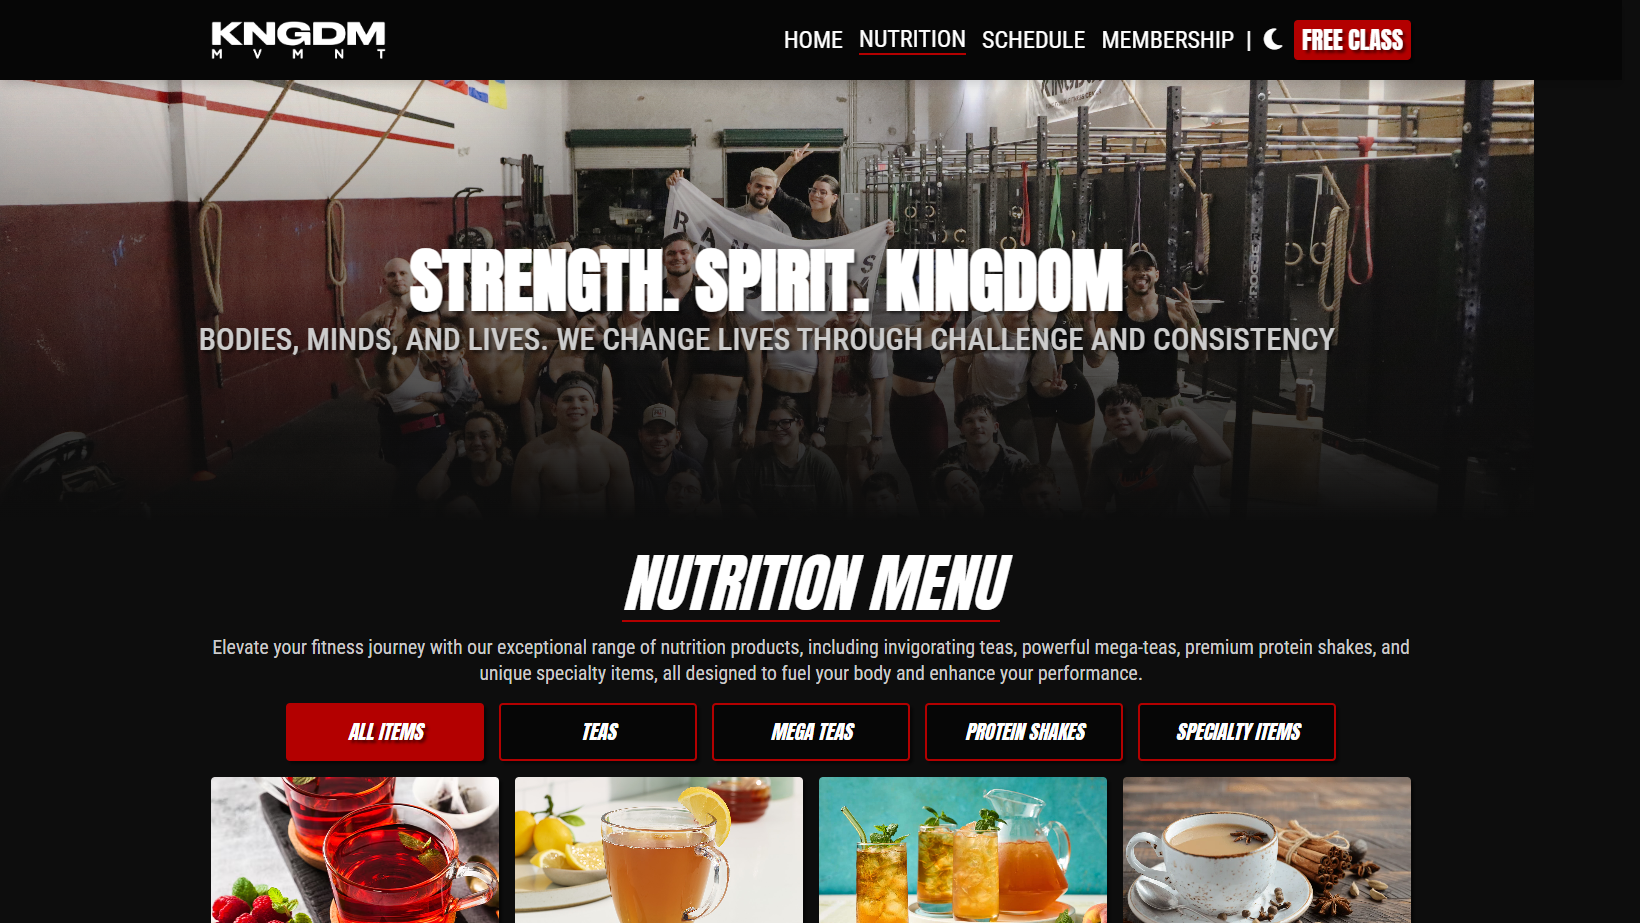 KNGDM
MVMNT
HOME NUTRITION SCHEDULE MEMBERSHIP | FREE CLASS
STRENGTH. SPIRIT. KINGDOM
BODIES, MINDS, AND LIVES. WE CHANGE LIVES THROUGH CHALLENGE AND CONSISTENCY
NUTRITION MENU
Elevate your fitness journey with our exceptional range of nutrition products, including invigorating teas, powerful mega-teas, premium protein shakes, and
unique specialty items, all designed to fuel your body and enhance your performance.
ALL ITEMS
TEAS
MEGA TEAS
PROTEIN SHAKES
SPECIALTY ITEMS